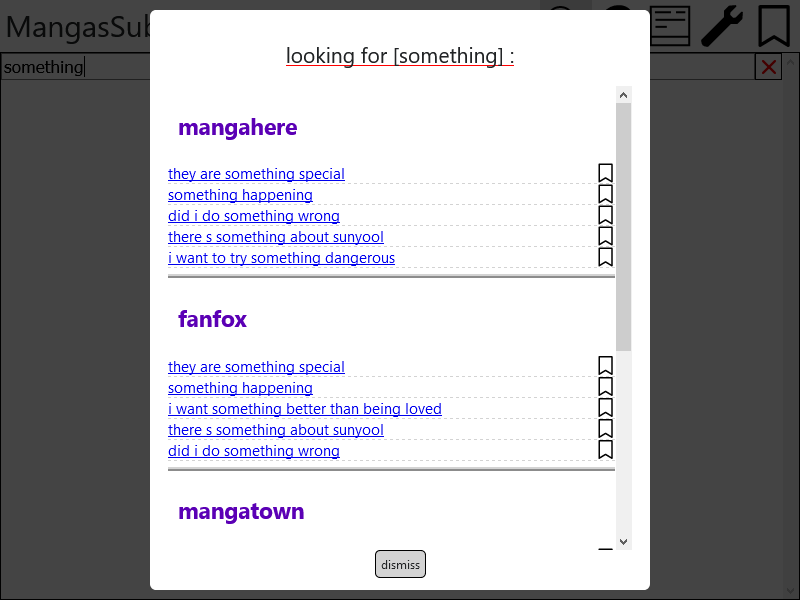 MangasSub
something
looking for [something] :
mangahere
they are something special
something happening
did i do something wrong
there s something about sunyool
i want to try something dangerous
fanfox
they are something special
something happening
i want something better than being loved
there s something about sunyool
did i do something wrong
mangatown
dismiss